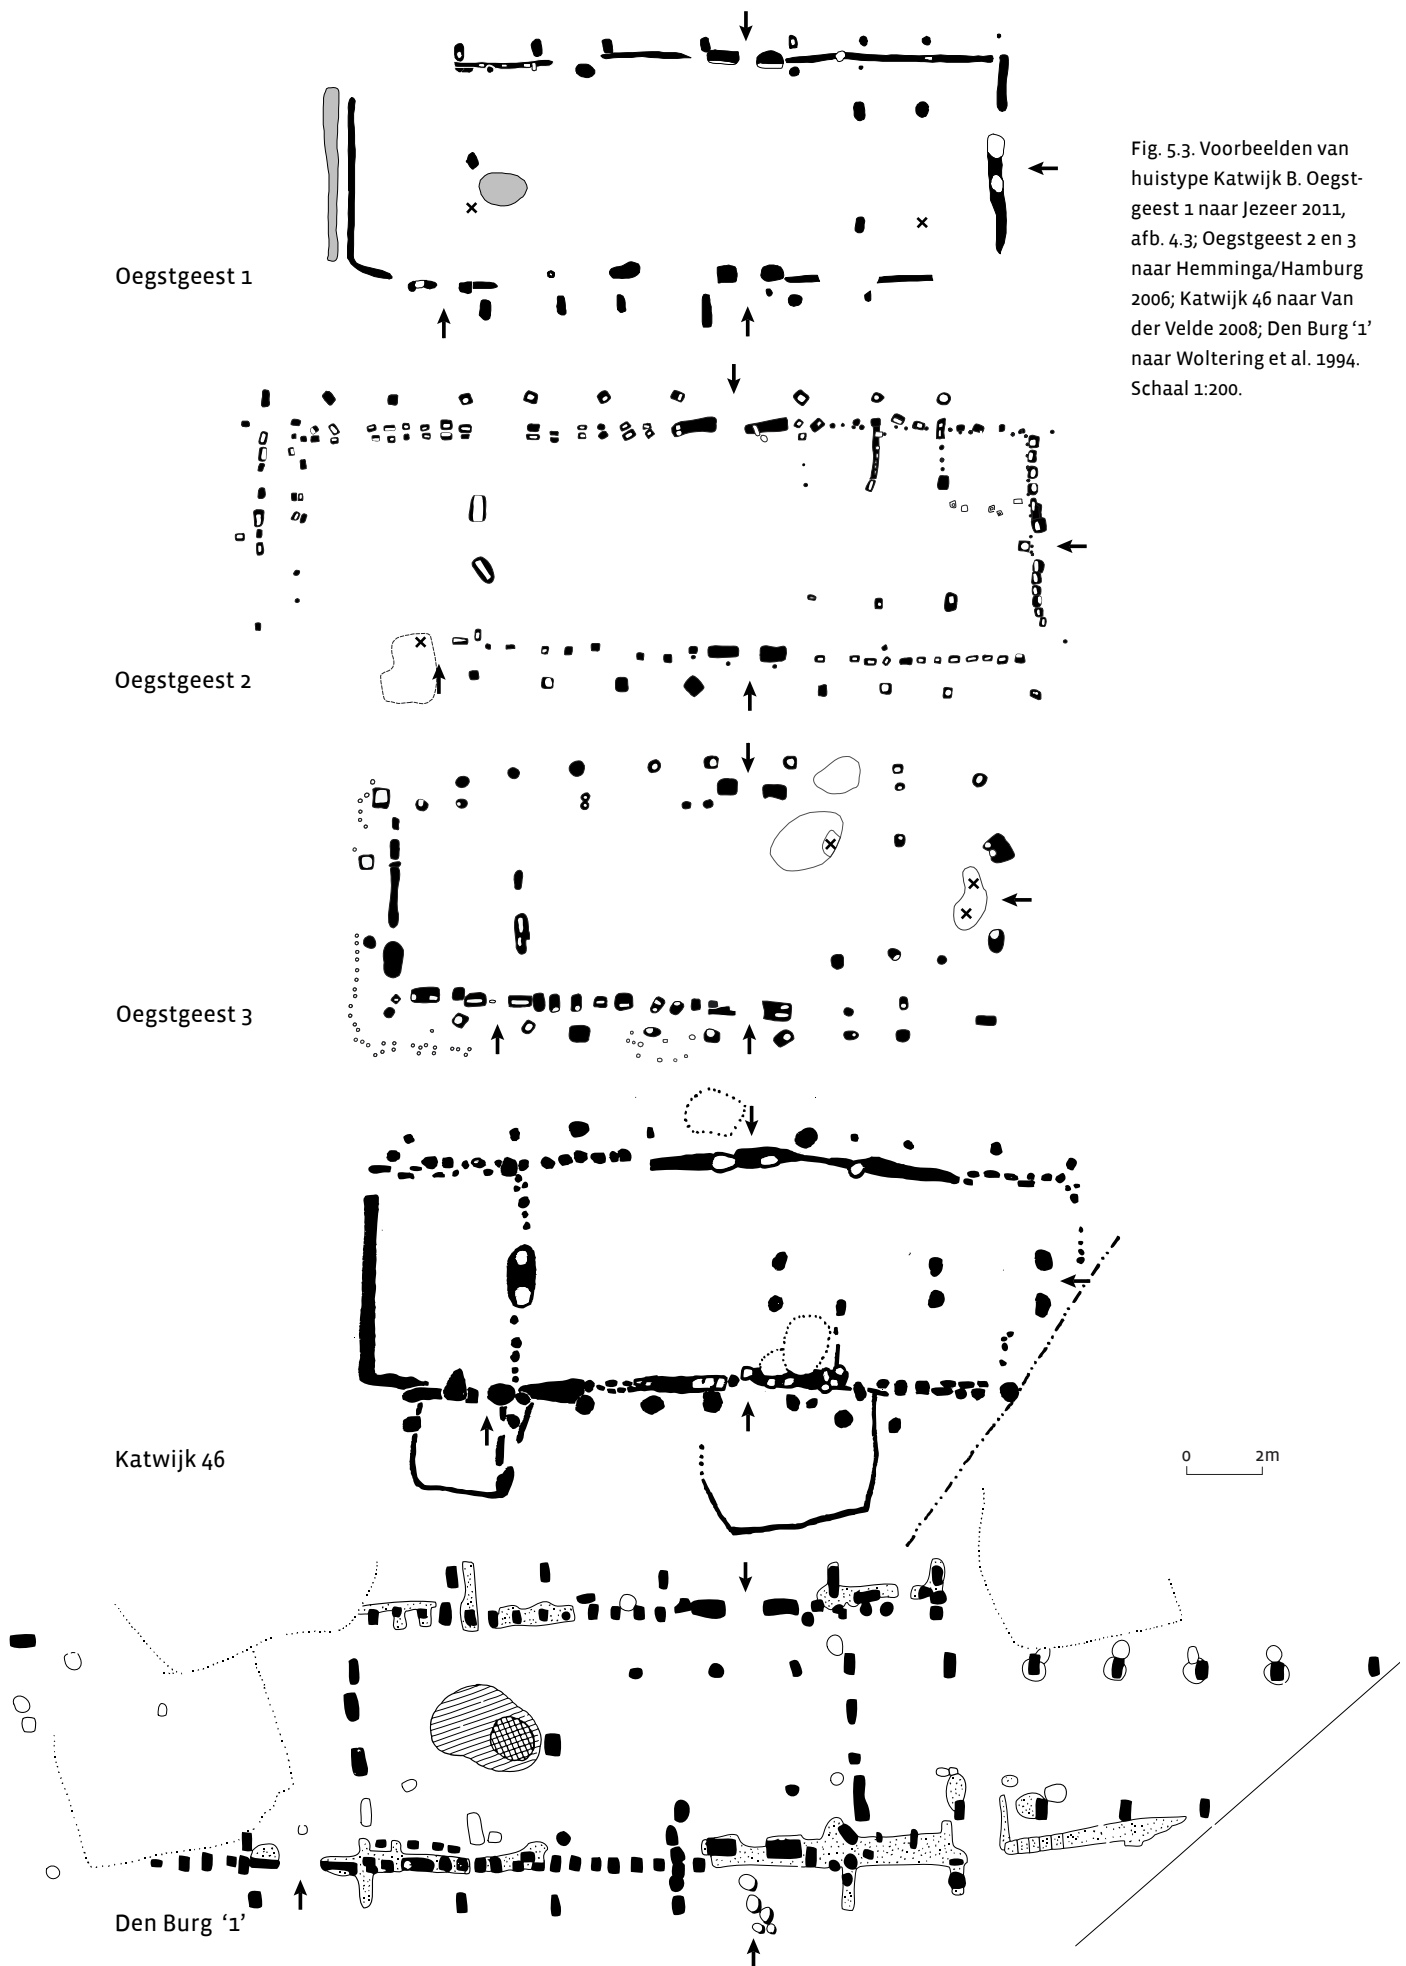 Fig. 5.3. Voorbeelden van
huistype Katwijk B. Oegst-
geest 1 naar Jezeer 2011,
afb. 4.3; Oegstgeest 2 en 3
naar Hemminga/Hamburg
2006; Katwijk 46 naar Van
der Velde 2008; Den Burg ‘1’
naar Woltering et al. 1994.
Schaal 1:200.
Oegstgeest 1
Oegstgeest 2
Oegstgeest 3
Katwijk 46
0 2m
Den Burg ‘1’